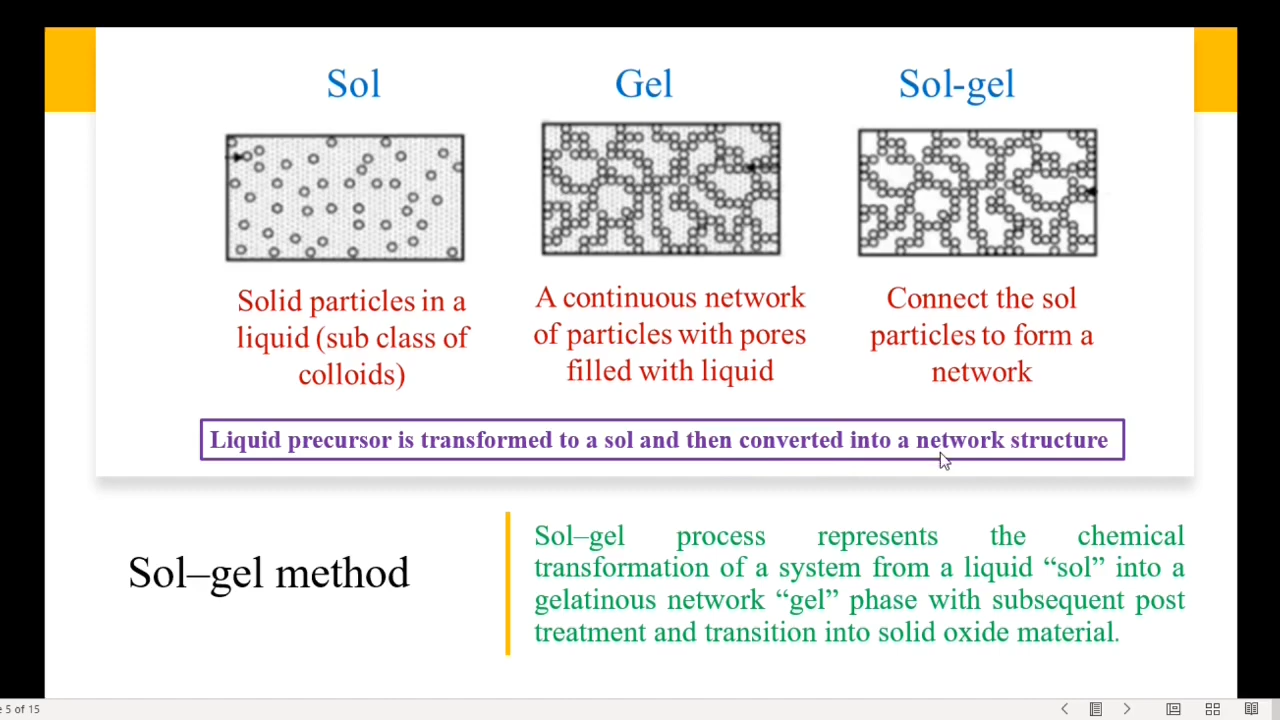 Sol
Gel
Sol-gel
Solid particles in a
liquid (sub class of
colloids)
A continuous network
of particles with pores
filled with liquid
Connect the sol
particles to form a
network
Liquid precursor is transformed to a sol and then converted into a network structure
Sol–gel method
Sol–gel process represents the chemical
transformation of a system from a liquid “sol” into a
gelatinous network “gel” phase with subsequent post
treatment and transition into solid oxide material.
e 5 of 15